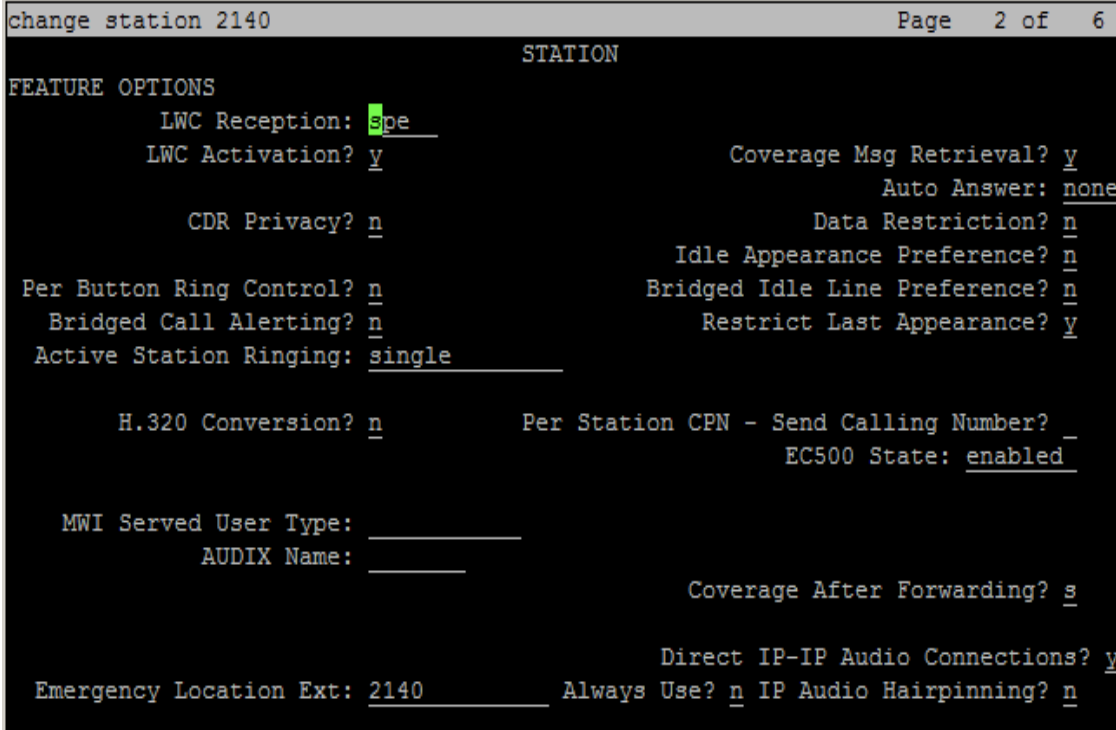 change station 2140 Page 2 of 6
STATION
FEATURE OPTIONS
LWC Reception: spe
LWC Activation? y Coverage Msg Retrieval? y
Auto Answer: none
CDR Privacy? n Data Restriction? n
Idle Appearance Preference? n
Per Button Ring Control? n Bridged Idle Line Preference? n
Bridged Call Alerting? n Restrict Last Appearance? y
Active Station Ringing: single
H.320 Conversion? n Per Station CPN - Send Calling Number?
EC500 State: enabled
MWI Served User Type:
AUDIX Name:
Coverage After Forwarding? s
Direct IP-IP Audio Connections? y
Emergency Location Ext: 2140 Always Use? n IP Audio Hairpinning? n